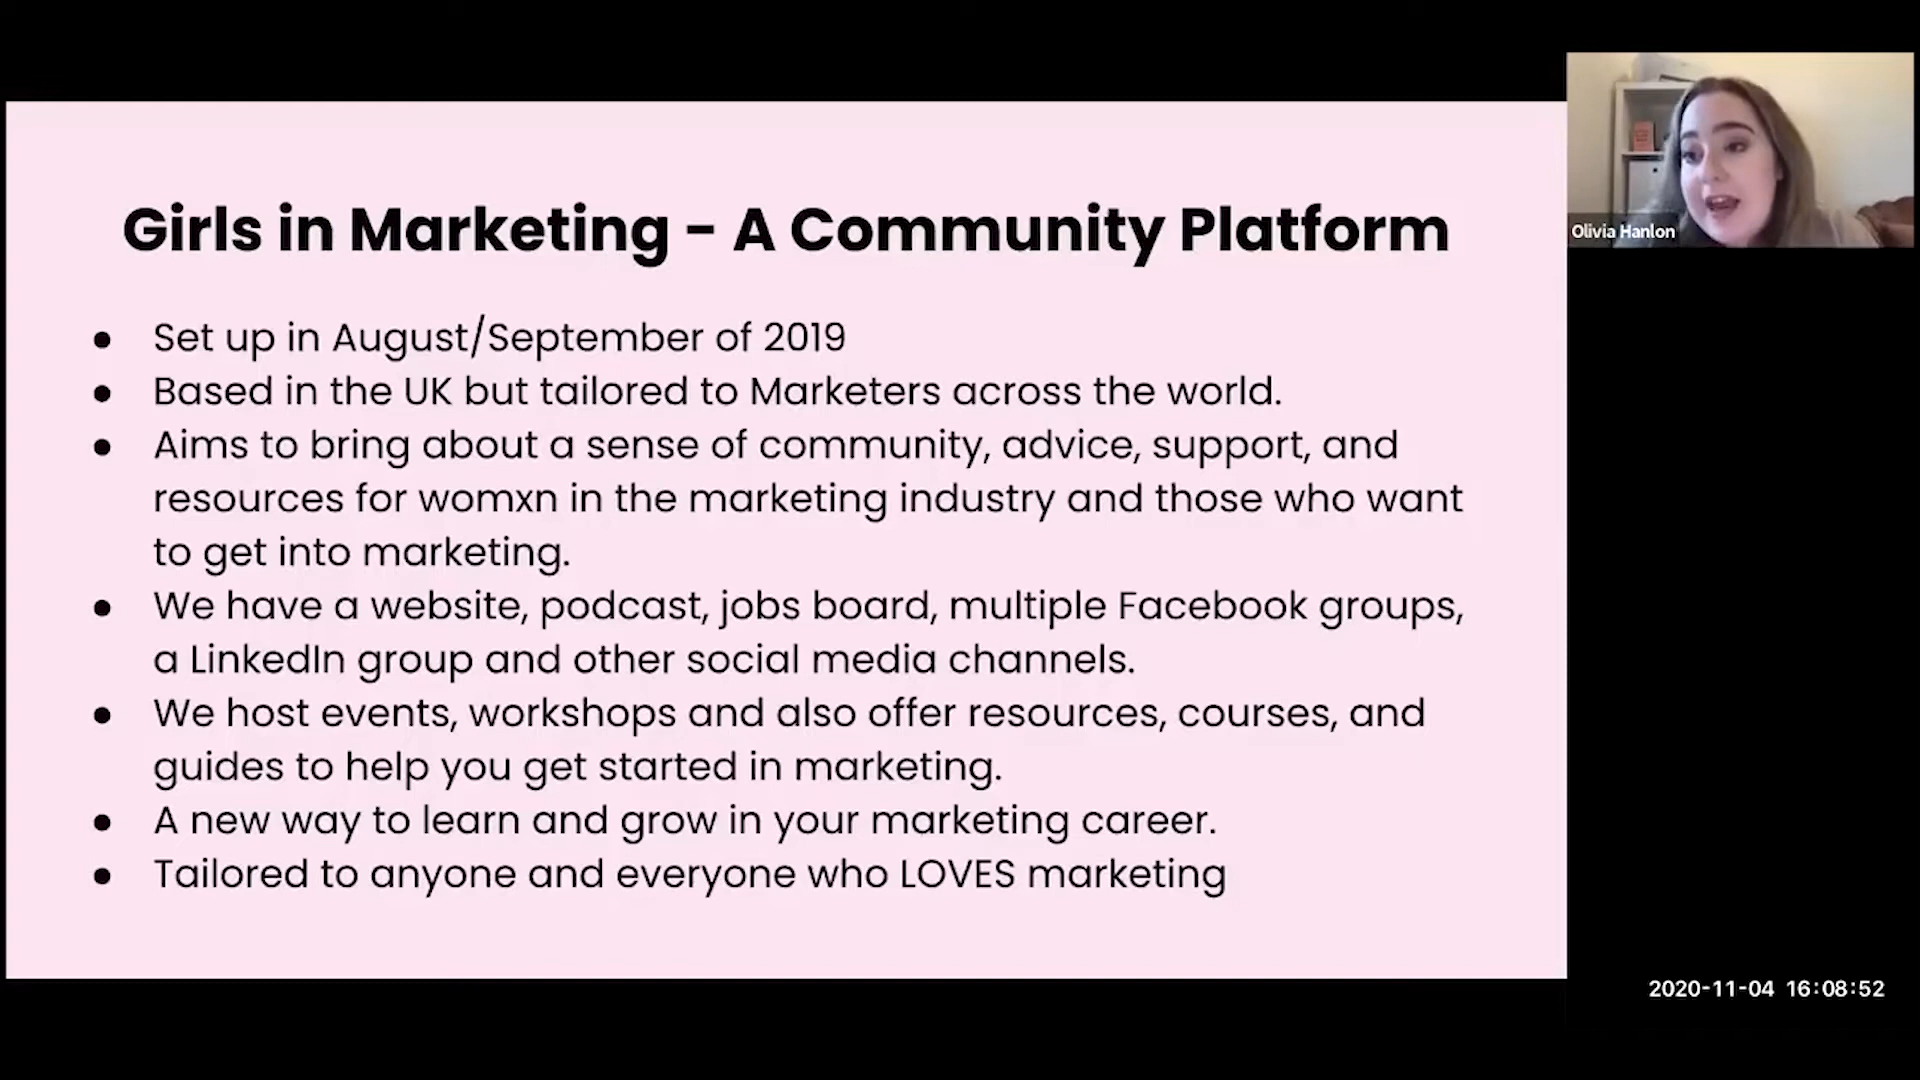 Girls in Marketing - A Community Platform
● Set up in August/September of 2019
● Based in the UK but tailored to Marketers across the world.
● Aims to bring about a sense of community, advice, support, and
resources for womxn in the marketing industry and those who want
to get into marketing.
● We have a website, podcast, jobs board, multiple Facebook groups,
a LinkedIn group and other social media channels.
● We host events, workshops and also offer resources, courses, and
guides to help you get started in marketing.
● A new way to learn and grow in your marketing career.
● Tailored to anyone and everyone who LOVES marketing
Olivia Hanlon
2020-11-04 16:08:52